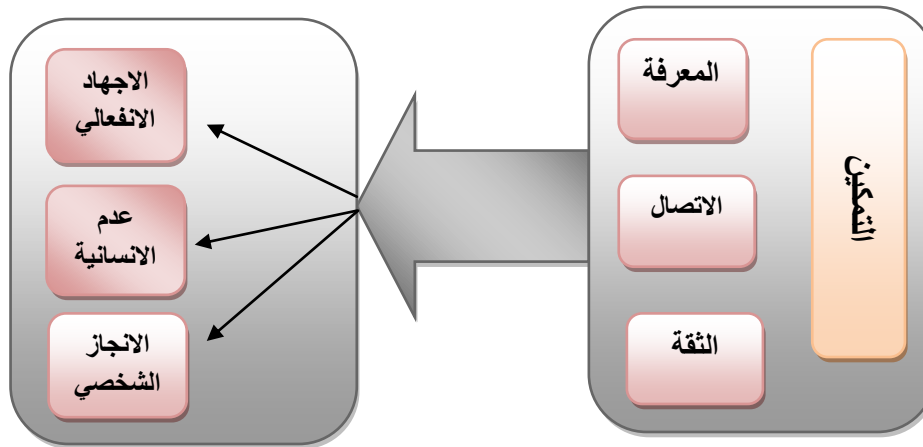 التمكين
المعرفة
الاتصال
الثقة
الاجهاد
الانفعالي
عدم
الانسانية
الانجاز
الشخصي